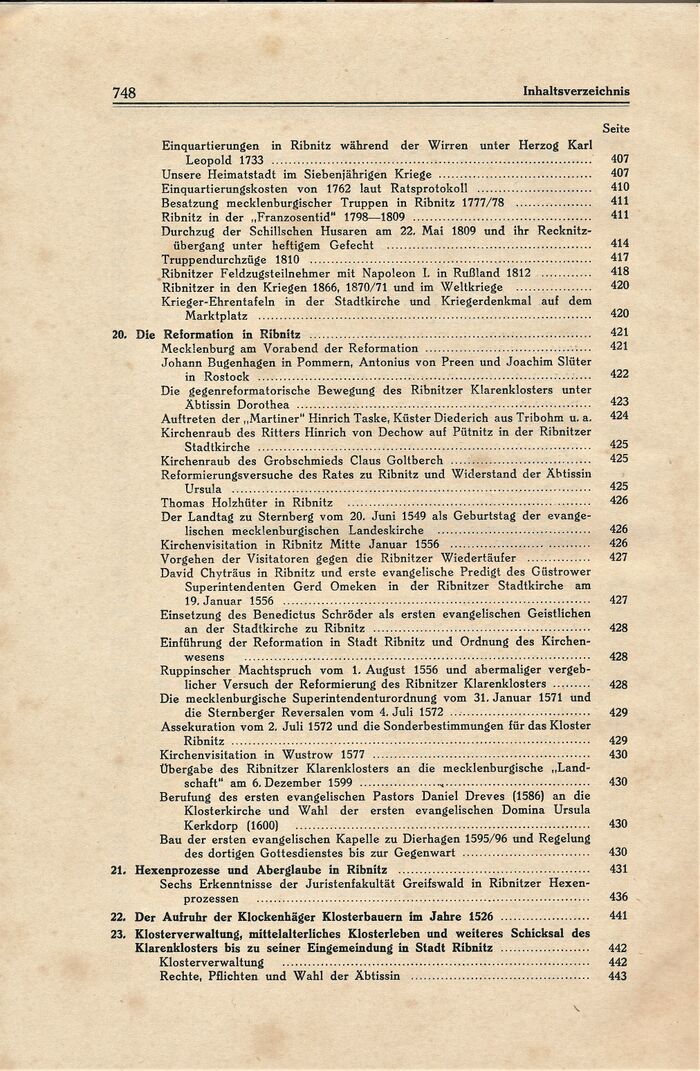 748 Inhaltsverzeichnis
Seite
Einquartierungen in Ribnitz während der Wirren unter Herzog Karl
Leopold 1733 .......... 407
Unsere Heimatstadt im Siebenjährigen Kriege .......... 407
Einquartierungskosten von 1762 laut Ratsprotokoll .......... 410
Besatzung mecklenburgischer Truppen in Ribnitz 1777/78 .......... 411
Ribnitz in der „Franzosentid" 1798—1809 .......... 411
Durchzug der Schillschen Husaren am 22. Mai 1809 und ihr Recknitz-
übergang unter heftigem Gefecht .......... 414
Truppendurchzüge 1810 .......... 417
Ribnitzer Feldzugsteilnehmer mit Napoleon I. in Rußland 1812 .......... 418
Ribnitzer in den Kriegen 1866, 1870/71 und im Weltkriege .......... 420
Krieger-Ehrentafeln in der Stadtkirche und Kriegerdenkmal auf dem
Marktplatz .......... 420
20. Die Reformation in Ribnitz .......... 421
Mecklenburg am Vorabend der Reformation .......... 421
Johann Bugenhagen in Pommern, Antonius von Preen und Joachim Slüter
in Rostock .......... 422
Die gegenreformatorische Bewegung des Ribnitzer Klarenklosters unter
Äbtissin Dorothea .......... 423
Auftreten der „Martiner" Hinrich Taske, Küster Diederich aus Tribohm u. a. 424
Kirchenraub des Ritters Hinrich von Dechow auf Pütnitz in der Ribnitzer
Stadtkirche .......... 425
Kirchenraub des Grobschmieds Claus Goltberch .......... 425
Reformierungsversuche des Rates zu Ribnitz und Widerstand der Äbtissin
Ursula .......... 425
Thomas Holzhüter in Ribnitz .......... 426
Der Landtag zu Sternberg vom 20. Juni 1549 als Geburtstag der evange-
lischen mecklenburgischen Landeskirche .......... 426
Kirchenvisitation in Ribnitz Mitte Januar 1556 .......... 426
Vorgehen der Visitatoren gegen die Ribnitzer Wiedertäufer .......... 427
David Chyträus in Ribnitz und erste evangelische Predigt des Güstrower
Superintendenten Gerd Omeken in der Ribnitzer Stadtkirche am
19. Januar 1556 .......... 427
Einsetzung des Benedictus Schröder als ersten evangelischen Geistlichen
an der Stadtkirche zu Ribnitz .......... 428
Einführung der Reformation in Stadt Ribnitz und Ordnung des Kirchen-
wesens .......... 428
Ruppinscher Machtspruch vom 1. August 1556 und abermaliger vergeb-
licher Versuch der Reformierung des Ribnitzer Klarenklosters .......... 428
Die mecklenburgische Superintendenturordnung vom 31. Januar 1571 und
die Sternberger Reversalen vom 4. Juli 1572 .......... 429
Assekuration vom 2. Juli 1572 und die Sonderbestimmungen für das Kloster
Ribnitz .......... 429
Kirchenvisitation in Wustrow 1577 .......... 430
Übergabe des Ribnitzer Klarenklosters an die mecklenburgische „Land-
schaft" am 6. Dezember 1599 .......... 430
Berufung des ersten evangelischen Pastors Daniel Dreves (1586) an die
Klosterkirche und Wahl der ersten evangelischen Domina Ursula
Kerkdorp (1600) .......... 430
Bau der ersten evangelischen Kapelle zu Dierhagen 1595/96 und Regelung
des dortigen Gottesdienstes bis zur Gegenwart .......... 430
21. Hexenprozesse und Aberglaube in Ribnitz .......... 431
Sechs Erkenntnisse der Juristenfakultät Greifswald in Ribnitzer Hexen-
prozessen .......... 436
22. Der Aufruhr der Klockenhäger Klosterbauern im Jahre 1526 .......... 441
23. Klosterverwaltung, mittelalterliches Klosterleben und weiteres Schicksal des
Klarenklosters bis zu seiner Eingemeindung in Stadt Ribnitz .......... 442
Klosterverwaltung .......... 442
Rechte, Pflichten und Wahl der Äbtissin .......... 443